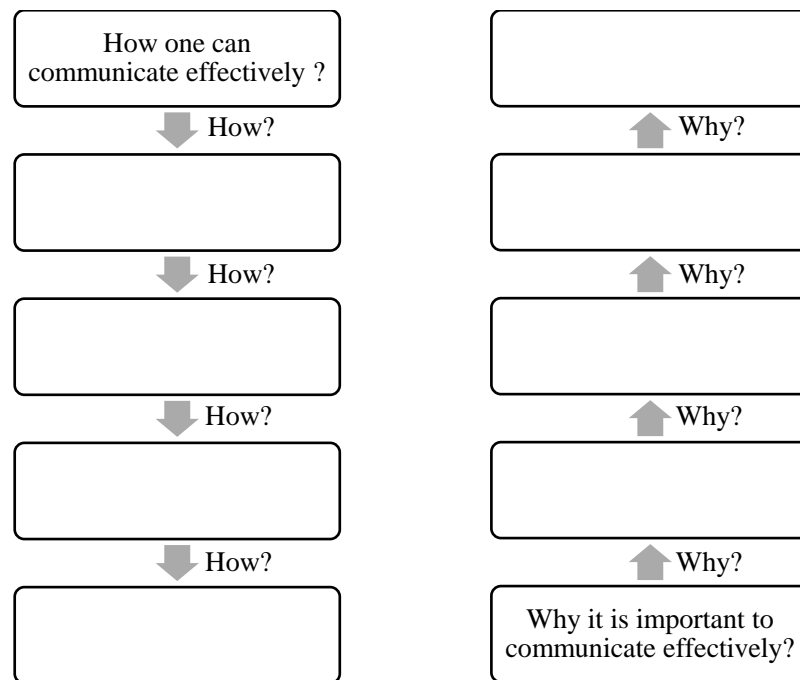 How one can
communicate effectively ?
How?
How?
How?
How?
Why?
Why?
Why?
Why?
Why it is important to
communicate effectively?